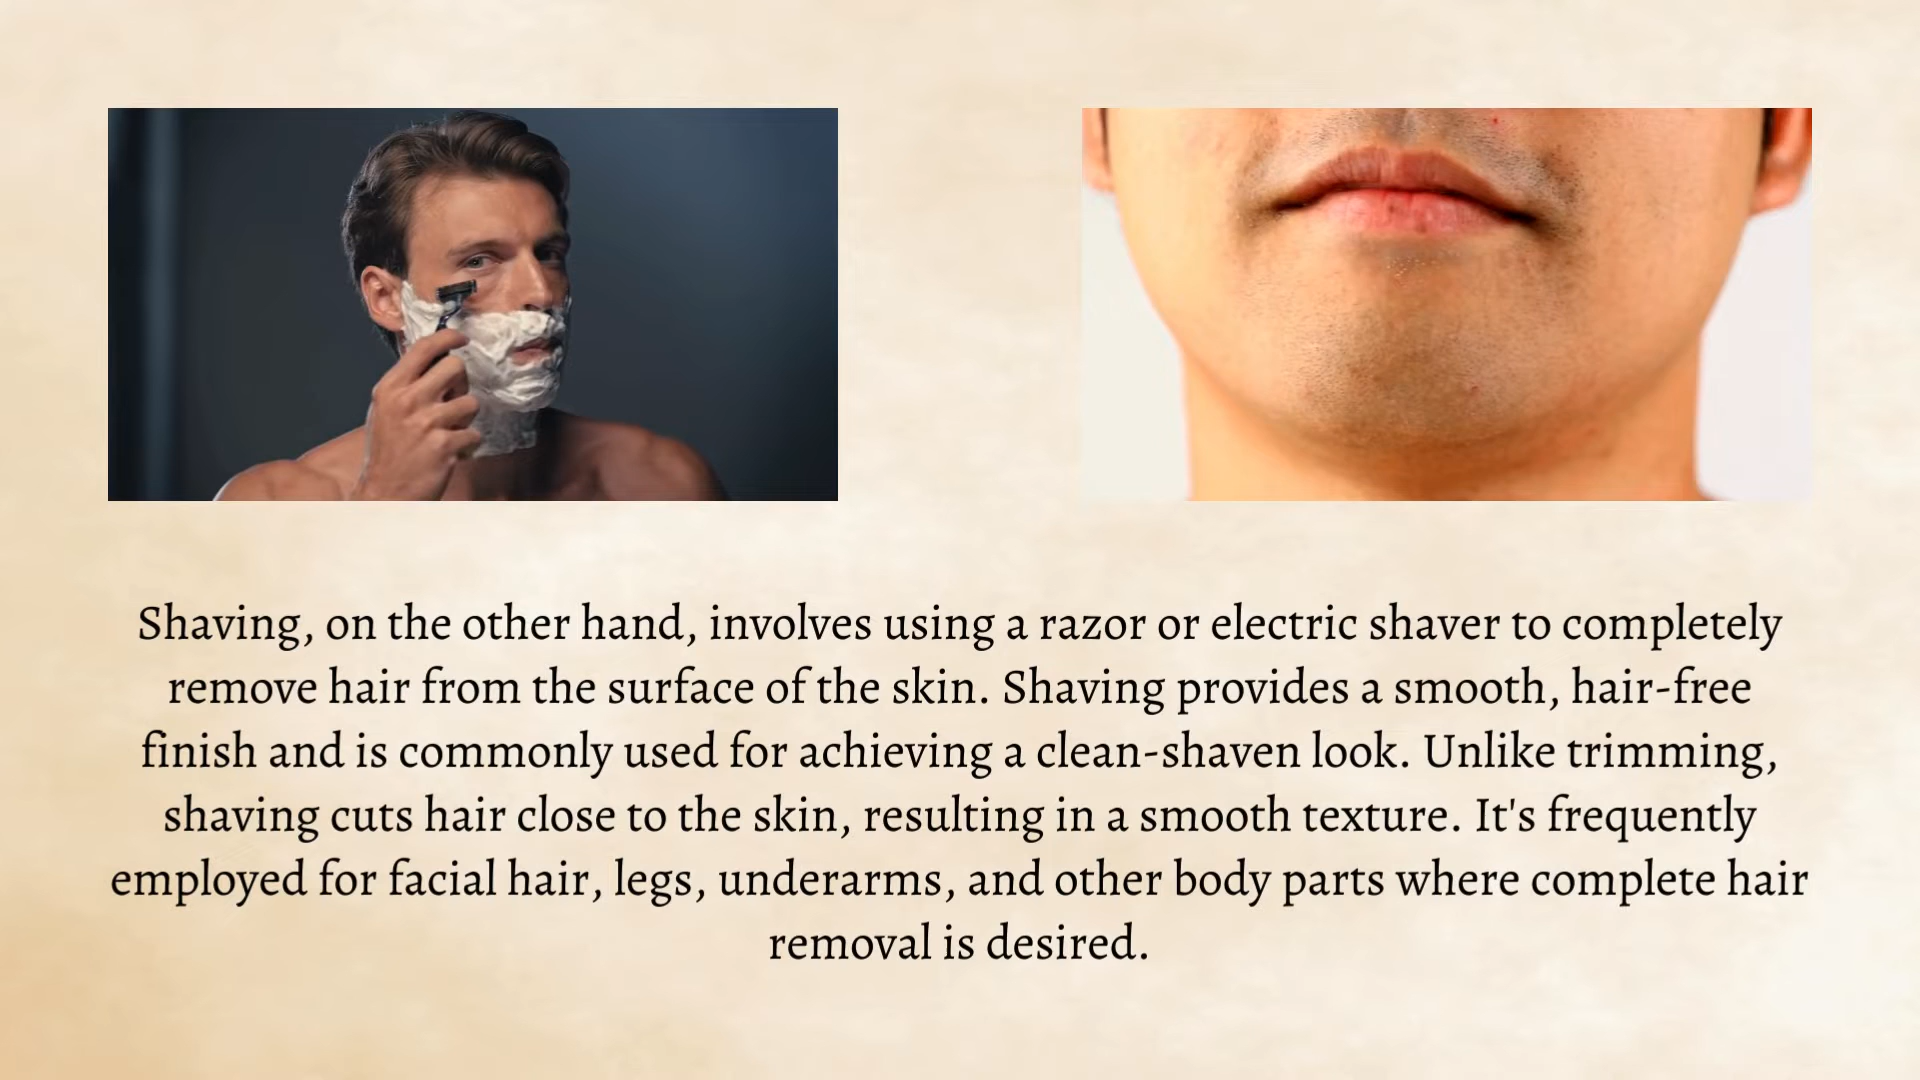 Shaving, on the other hand, involves using a razor or electric shaver to completely
remove hair from the surface of the skin. Shaving provides a smooth, hair-free
finish and is commonly used for achieving a clean-shaven look. Unlike trimming,
shaving cuts hair close to the skin, resulting in a smooth texture. It's frequently
employed for facial hair, legs, underarms, and other body parts where complete hair
removal is desired.